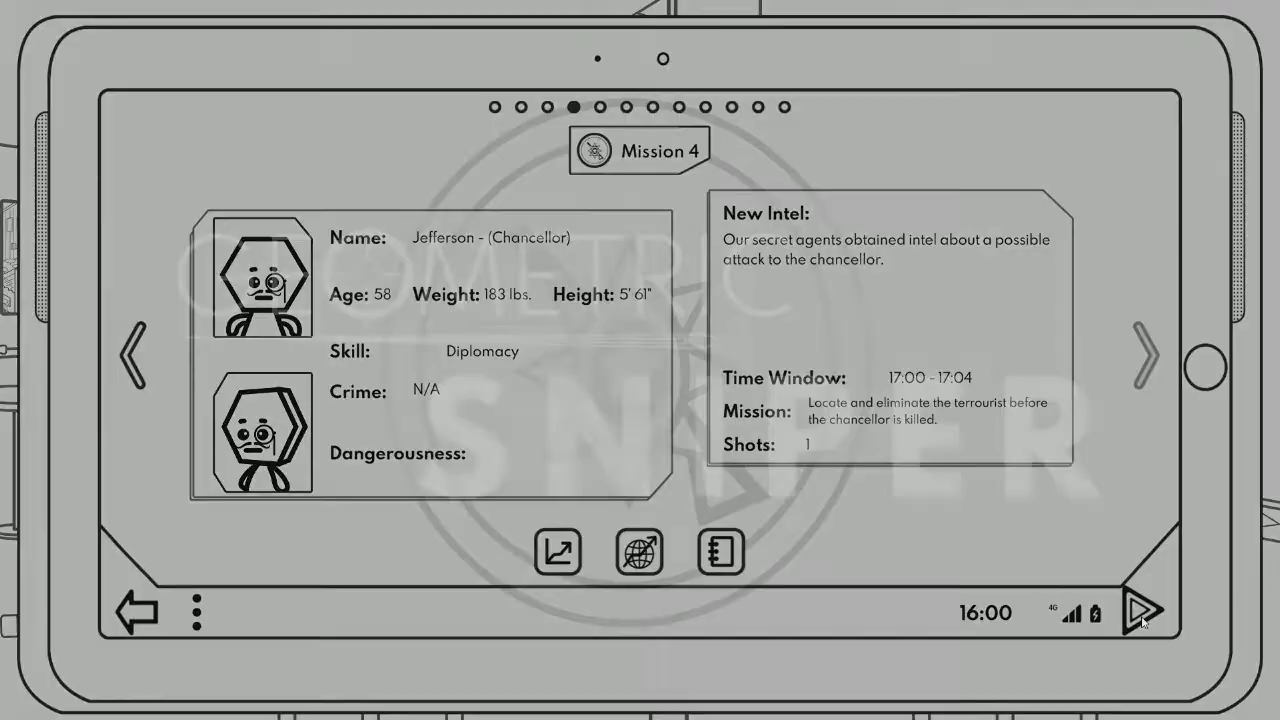 Mission 4
Name: Jefferson - (Chancellor)
Age: 58 Weight: 183 lbs. Height: 5' 61"
Skill: Diplomacy
Crime: N/A
Dangerousness:
New Intel:
Our secret agents obtained intel about a possible
attack to the chancellor.
Time Window: 17:00 - 17:04
Mission: Locate and eliminate the terrourist before
the chancellor is killed.
Shots: 1
GEOMETRIC
SNIPER
16:00
4G